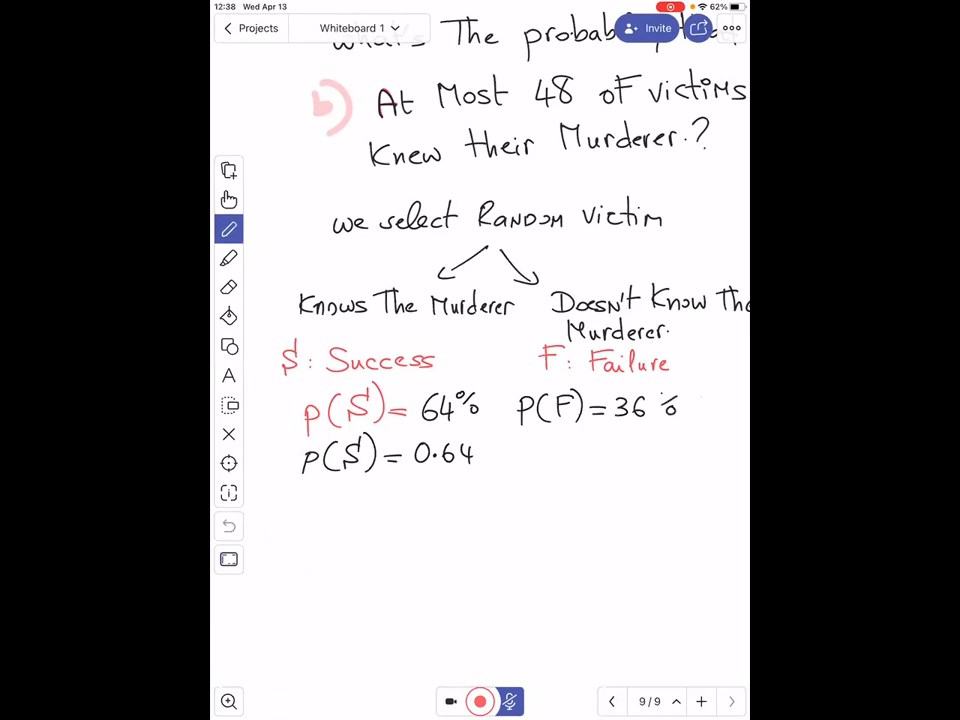 12:38 Wed Apr 13
62%
Projects
Whiteboard 1
Invite
What's The
b) At Most 48 of victims
Knew their Murderer.?
we select Random victim
Knows The Murderer Doesn't Know The
Murderer.
S: Success F: Failure
P(S) = 64% P(F) = 36%
P(S) = 0.64
A
9/9